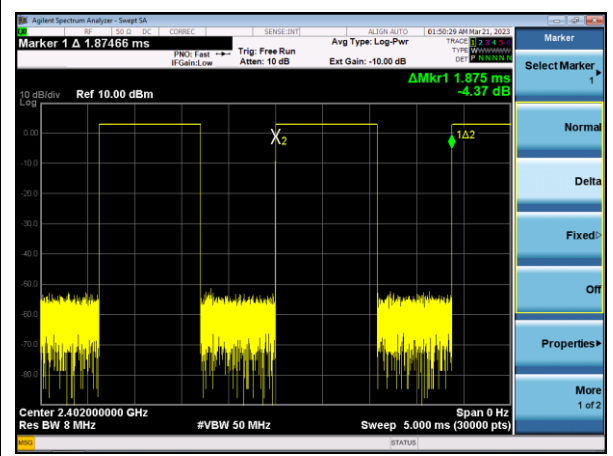 Agilent Spectrum Analyzer - Swept SA
RF 50 Ω DC CORREC SENSE:INT ALIGN AUTO 01:50:29 AM Mar 21, 2023
Marker 1 Δ 1.87466 ms
PNO: Fast
IFGain:Low
Trig: Free Run
Atten: 10 dB
Avg Type: Log-Pwr
Ext Gain: -10.00 dB
TRACE 1 2 3 4 5 6
TYPE WWWWWW
DET P N N N N N
Marker
Select Marker
1
Normal
Delta
Fixed
Off
Properties
More
1 of 2
ΔMkr1 1.875 ms
-4.37 dB
10 dB/div Ref 10.00 dBm
Log
0.00
-10.0
-20.0
-30.0
-40.0
-50.0
-60.0
-70.0
-80.0
X2
1Δ2
Center 2.402000000 GHz
Span 0 Hz
Res BW 8 MHz
#VBW 50 MHz
Sweep 5.000 ms (30000 pts)
MSG
STATUS